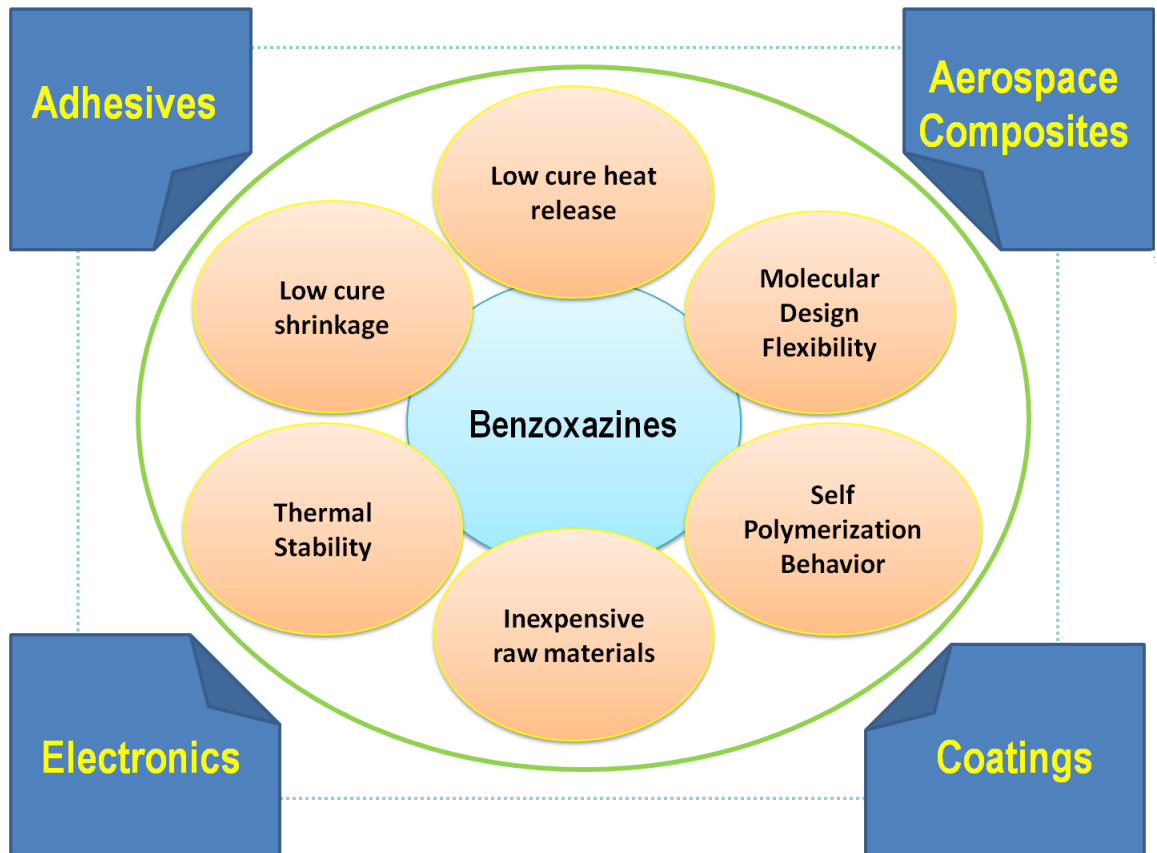 Adhesives
Aerospace
Composites
Low cure heat
release
Low cure
shrinkage
Molecular
Design
Flexibility
Benzoxazines
Thermal
Stability
Self
Polymerization
Behavior
Inexpensive
raw materials
Electronics
Coatings